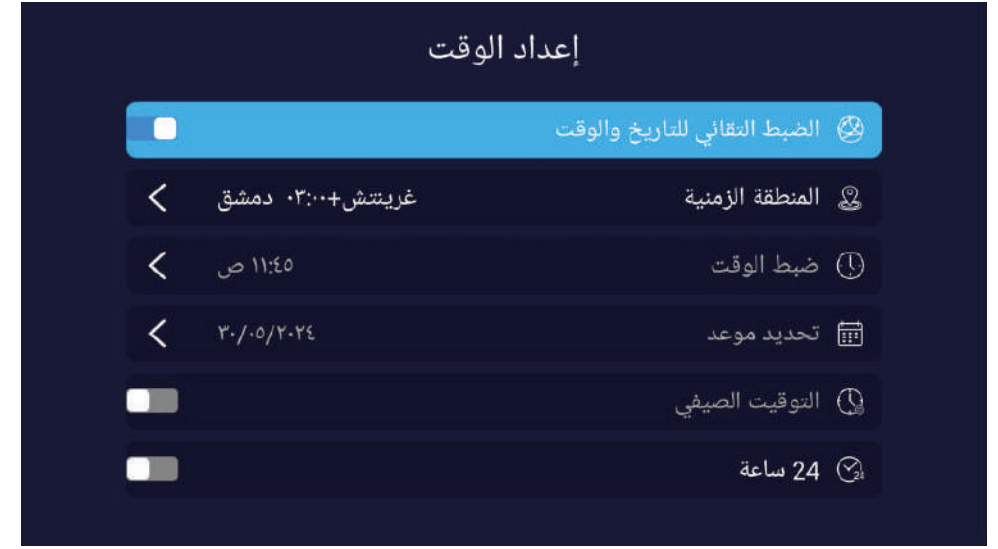 إعداد الوقت
الضبط التقائي للتاريخ والوقت
المنطقة الزمنية غرينتش+٠٣:٠٠ دمشق
ضبط الوقت ١١:٤٥ ص
تحديد موعد ٣٠/٠٥/٢٠٢٤
التوقيت الصيفي
24 ساعة